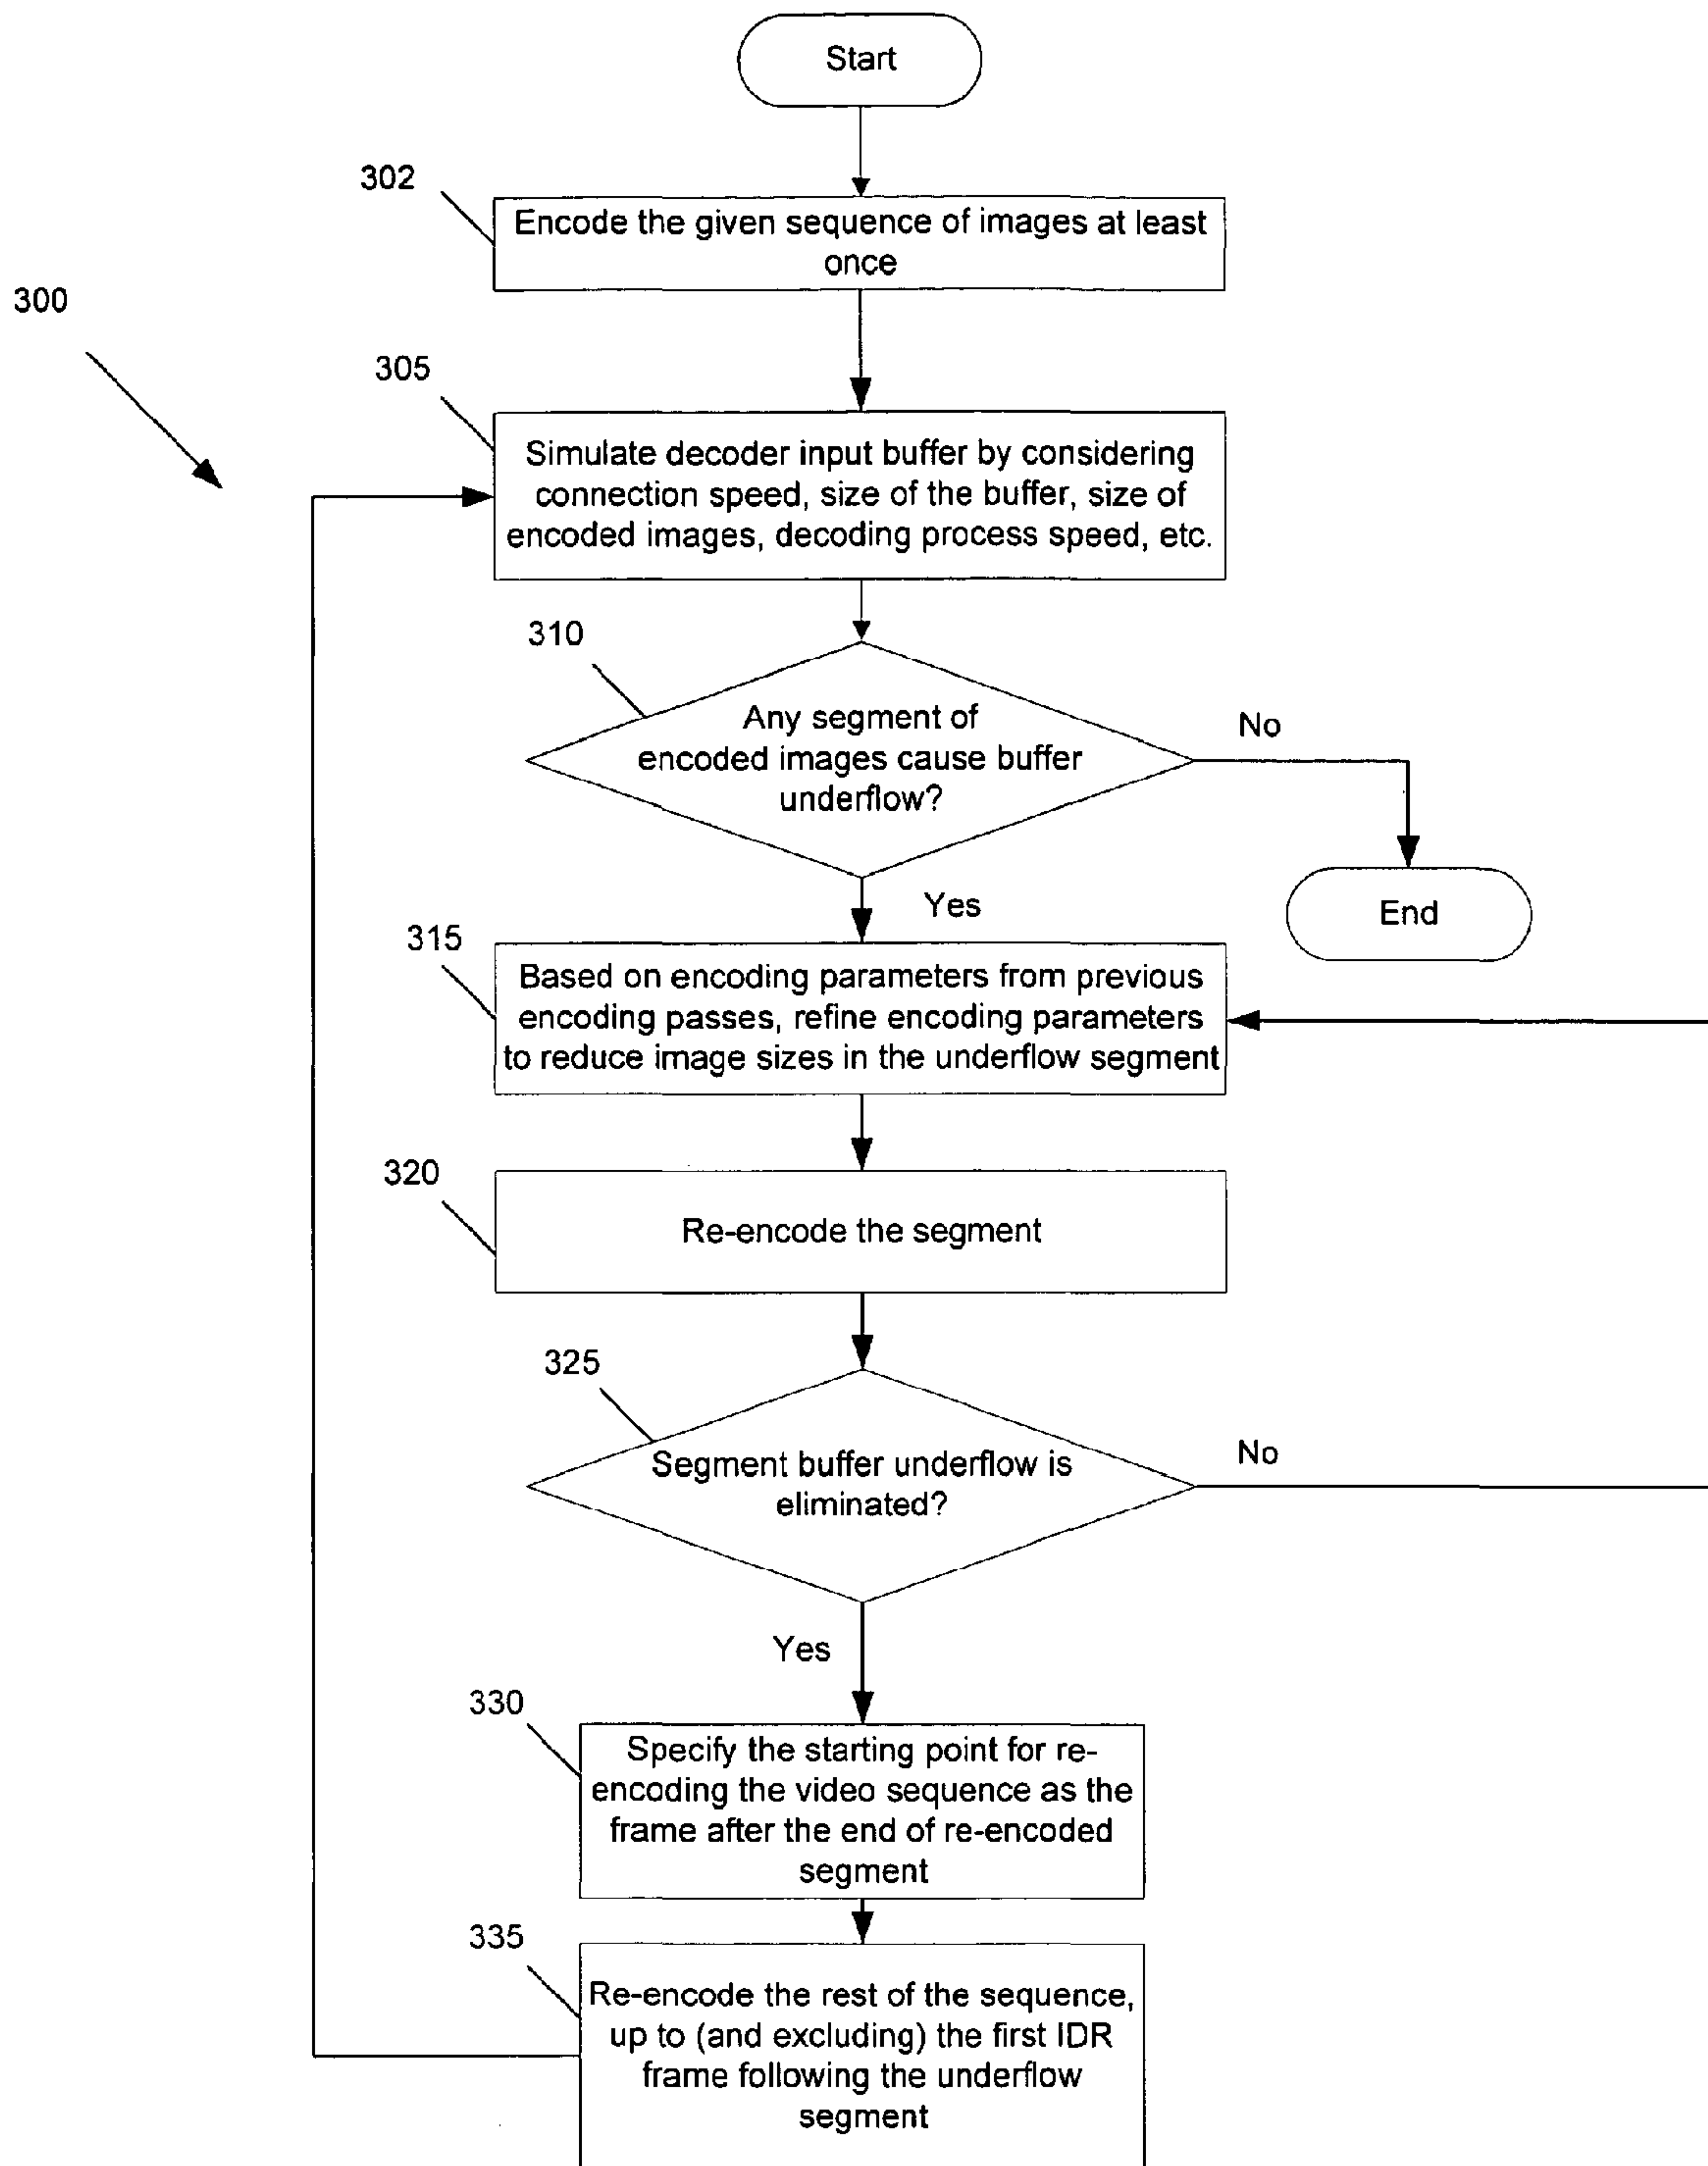 Start
302
Encode the given sequence of images at least
once
300
305
Simulate decoder input buffer by considering
connection speed, size of the buffer, size of
encoded images, decoding process speed, etc.
310
Any segment of
encoded images cause buffer
underflow?
No
End
Yes
315
Based on encoding parameters from previous
encoding passes, refine encoding parameters
to reduce image sizes in the underflow segment
320
Re-encode the segment
325
Segment buffer underflow is
eliminated?
No
Yes
330
Specify the starting point for re-
encoding the video sequence as the
frame after the end of re-encoded
segment
335
Re-encode the rest of the sequence,
up to (and excluding) the first IDR
frame following the underflow
segment